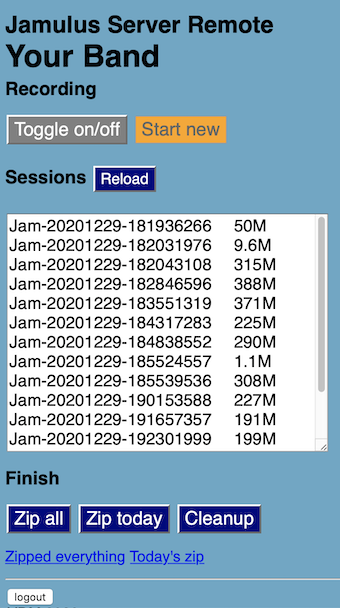 Jamulus Server Remote
Your Band
Recording
Toggle on/off Start new
Sessions Reload
Jam-20201229-181936266 50M
Jam-20201229-182031976 9.6M
Jam-20201229-182043108 315M
Jam-20201229-182846596 388M
Jam-20201229-183551319 371M
Jam-20201229-184317283 225M
Jam-20201229-184838552 290M
Jam-20201229-185524557 1.1M
Jam-20201229-185539536 308M
Jam-20201229-190153588 227M
Jam-20201229-191657357 191M
Jam-20201229-192301999 199M
Finish
Zip all Zip today Cleanup
Zipped everything Today's zip
logout